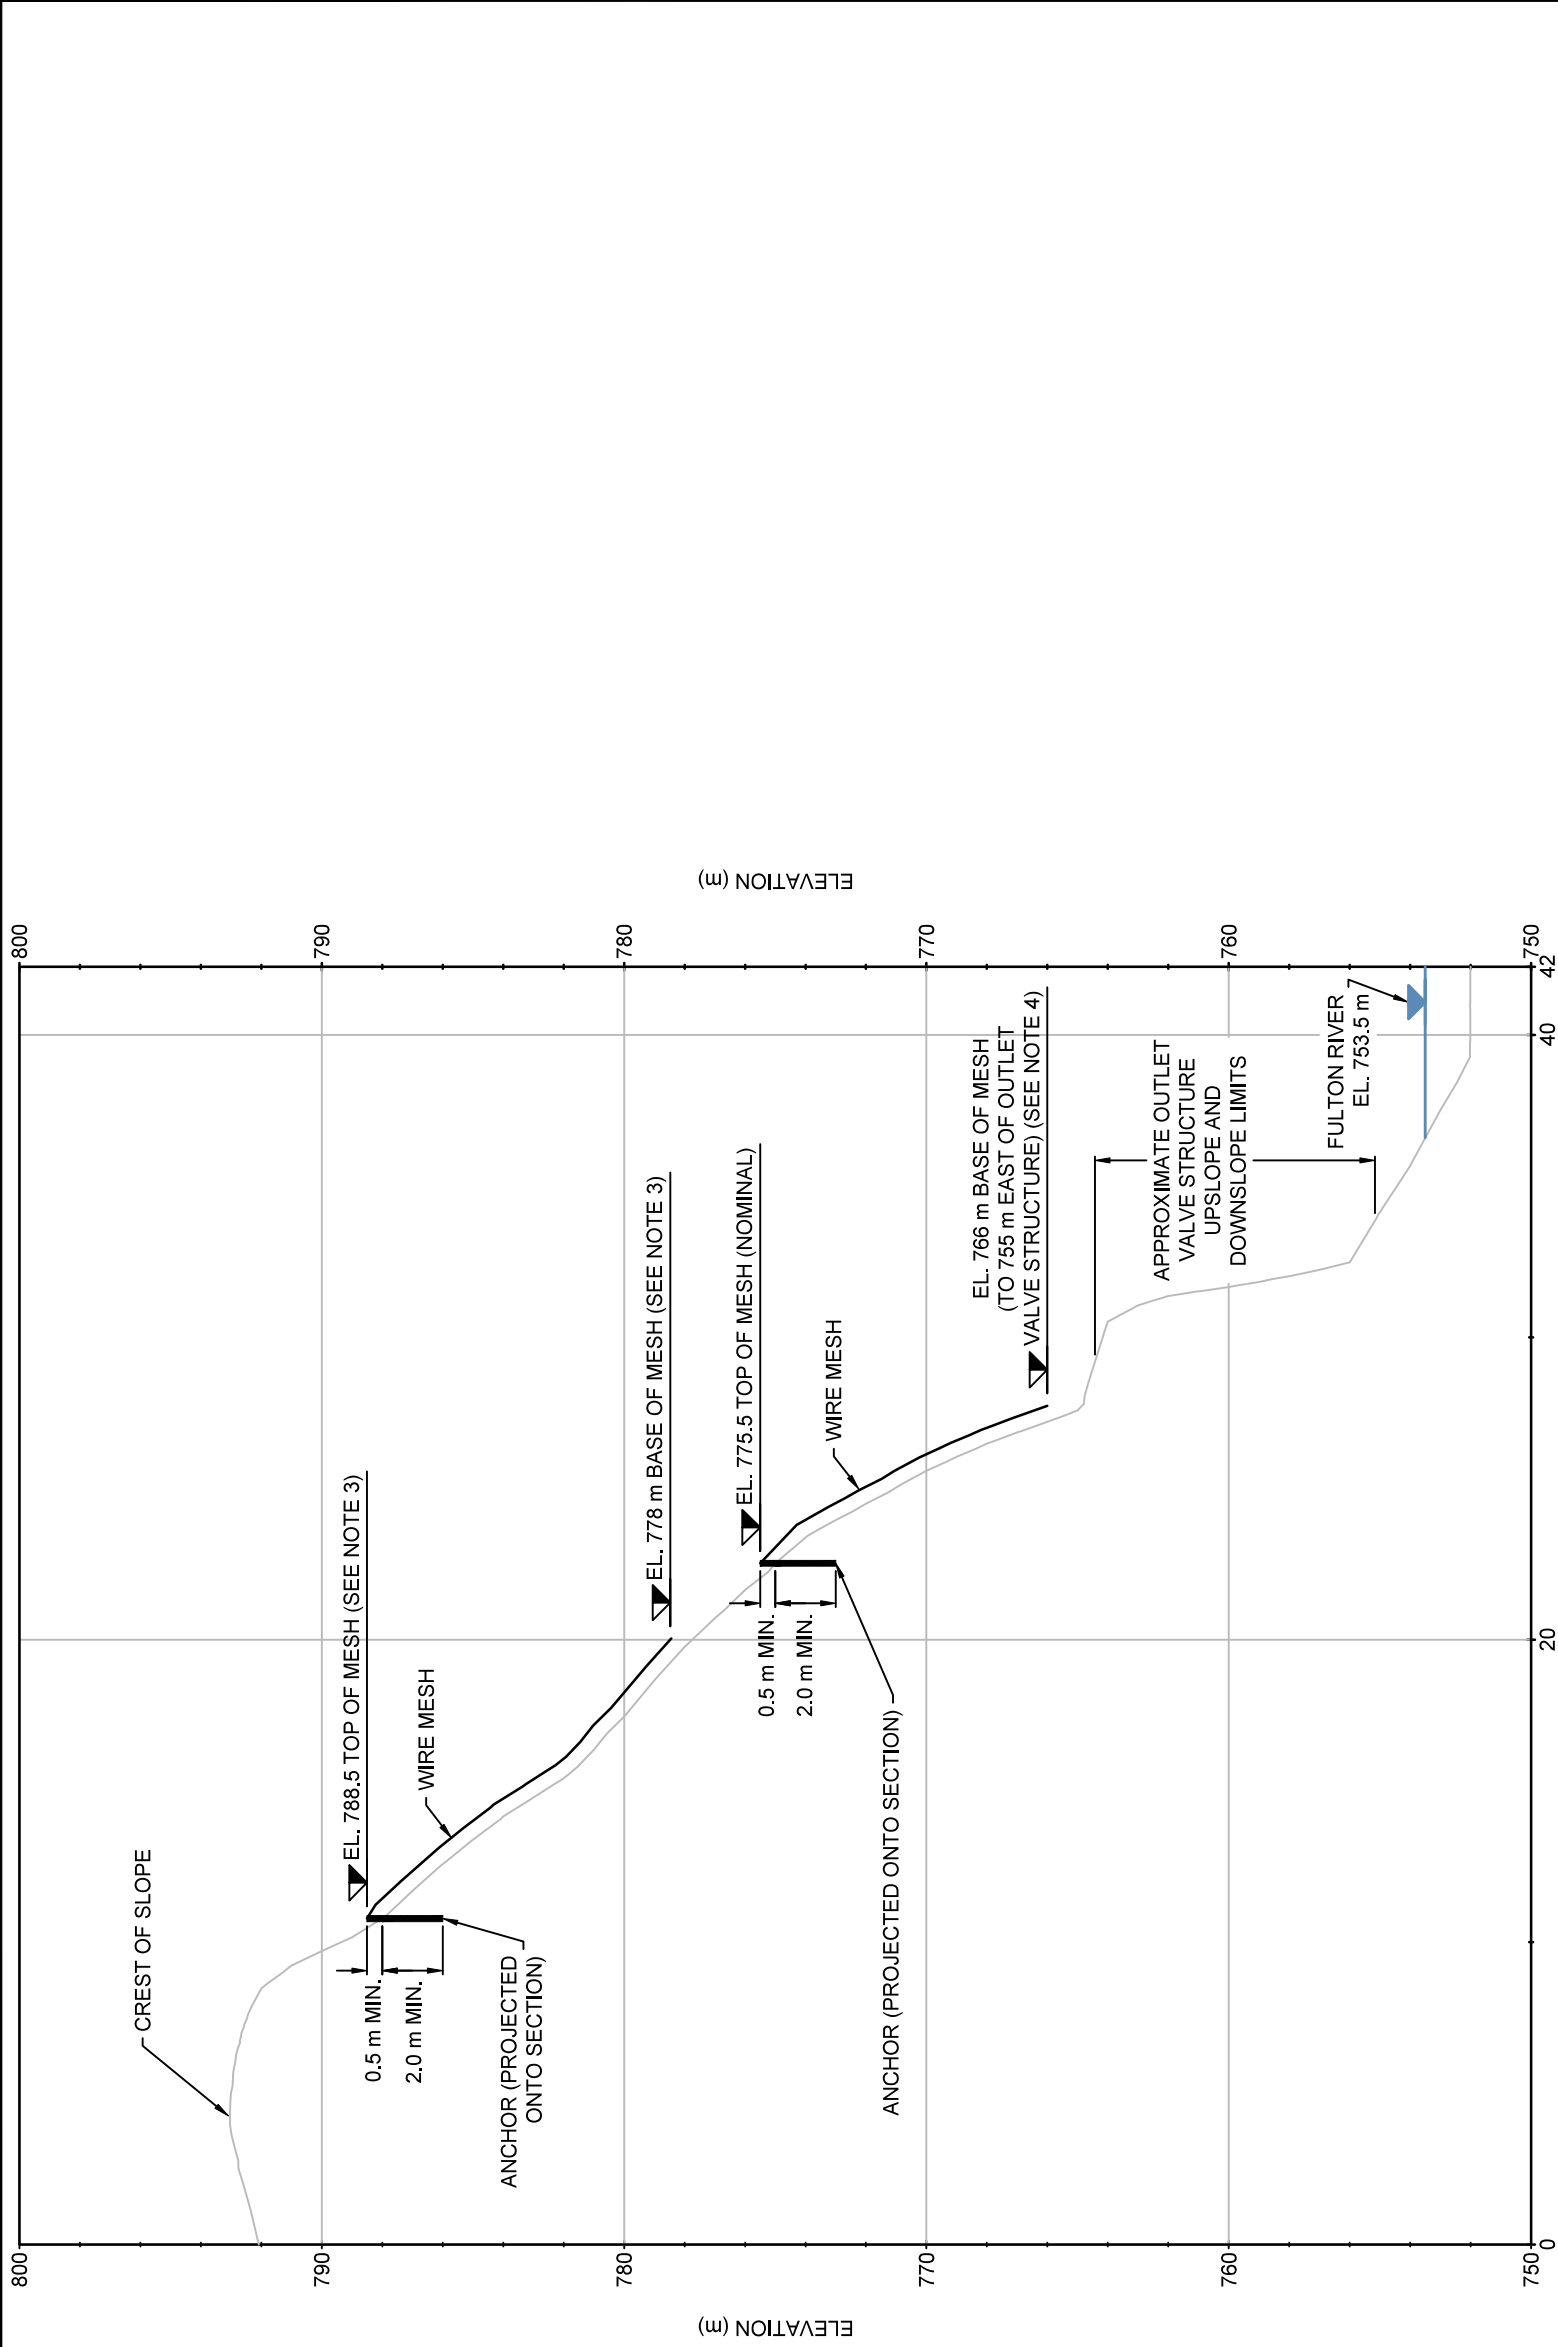 800
790
780
770
760
750
ELEVATION (m)
CREST OF SLOPE
EL. 788.5 TOP OF MESH (SEE NOTE 3)
0.5 m MIN.
2.0 m MIN.
WIRE MESH
ANCHOR (PROJECTED
ONTO SECTION)
EL. 778 m BASE OF MESH (SEE NOTE 3)
EL. 775.5 TOP OF MESH (NOMINAL)
0.5 m MIN.
2.0 m MIN.
WIRE MESH
ANCHOR (PROJECTED ONTO SECTION)
EL. 766 m BASE OF MESH
(TO 755 m EAST OF OUTLET
VALVE STRUCTURE) (SEE NOTE 4)
APPROXIMATE OUTLET
VALVE STRUCTURE
UPSLOPE AND
DOWNSLOPE LIMITS
FULTON RIVER
EL. 753.5 m
800
790
780
770
760
750
ELEVATION (m)
0
20
40
42